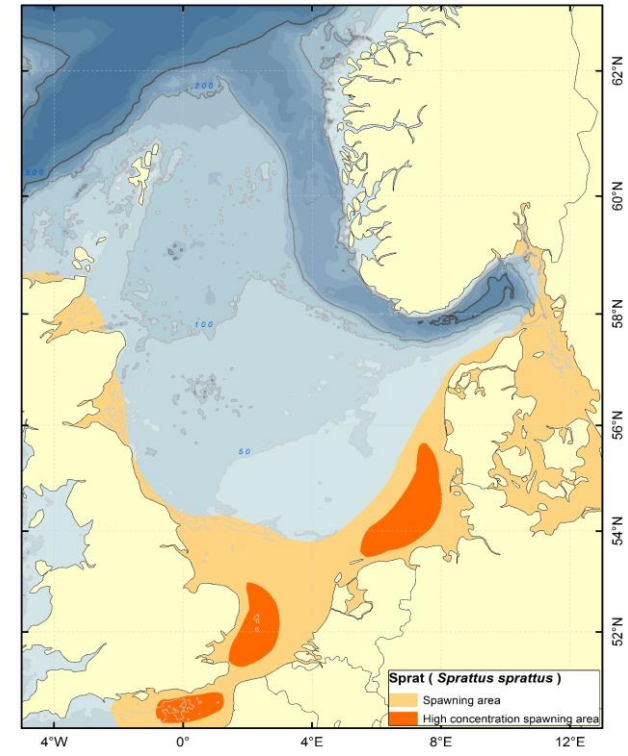 62°N
200
500
60°N
58°N
100
56°N
50
54°N
52°N
Sprat ( Sprattus sprattus )
Spawning area
High concentration spawning area
4°W
0°
4°E
8°E
12°E